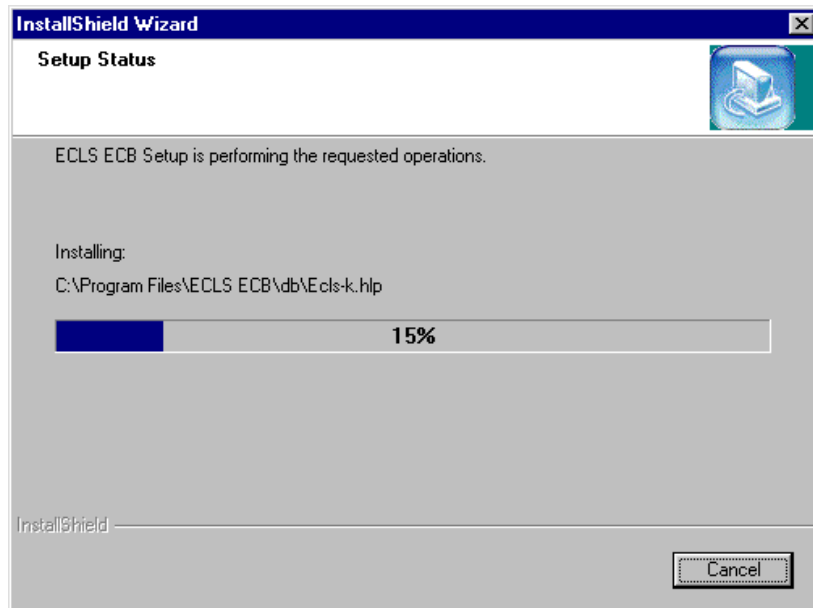 InstallShield Wizard
Setup Status
ECLS ECB Setup is performing the requested operations.
Installing:
C:\Program Files\ECLS ECB\db\Ecls-k.hlp
15%
InstallShield
Cancel